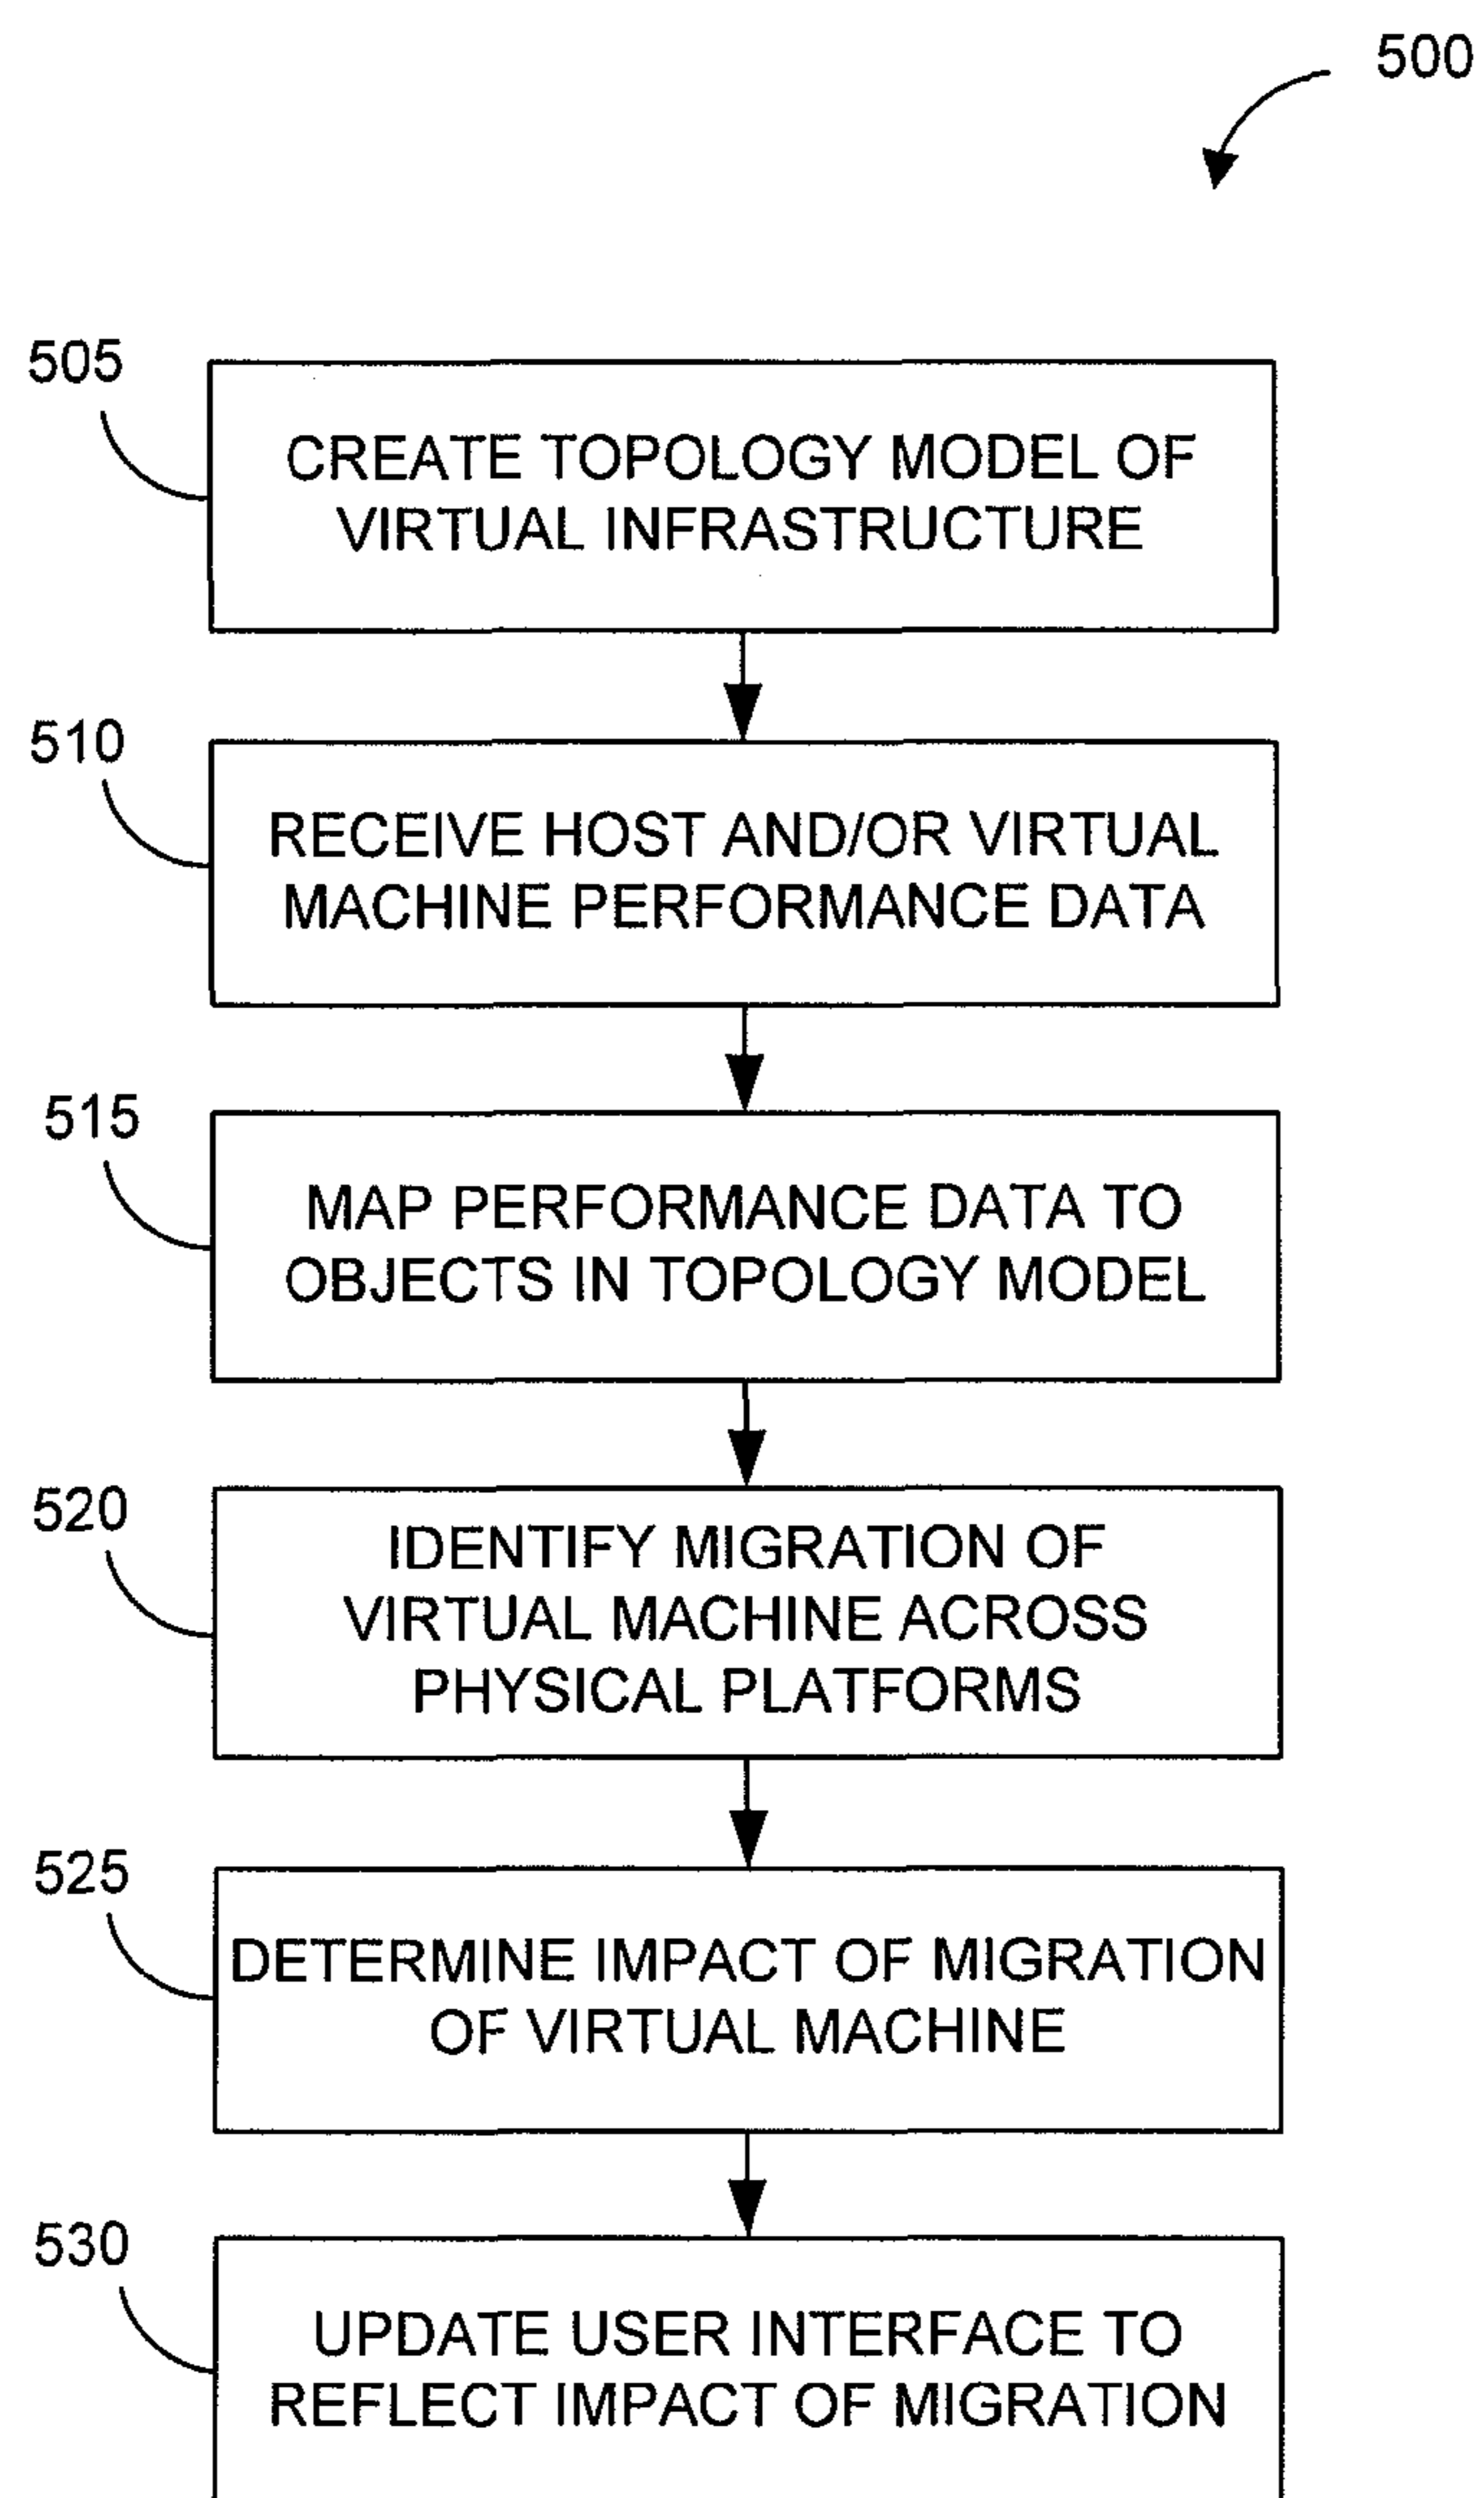 500
505
CREATE TOPOLOGY MODEL OF
VIRTUAL INFRASTRUCTURE
510
RECEIVE HOST AND/OR VIRTUAL
MACHINE PERFORMANCE DATA
515
MAP PERFORMANCE DATA TO
OBJECTS IN TOPOLOGY MODEL
520
IDENTIFY MIGRATION OF
VIRTUAL MACHINE ACROSS
PHYSICAL PLATFORMS
525
DETERMINE IMPACT OF MIGRATION
OF VIRTUAL MACHINE
530
UPDATE USER INTERFACE TO
REFLECT IMPACT OF MIGRATION